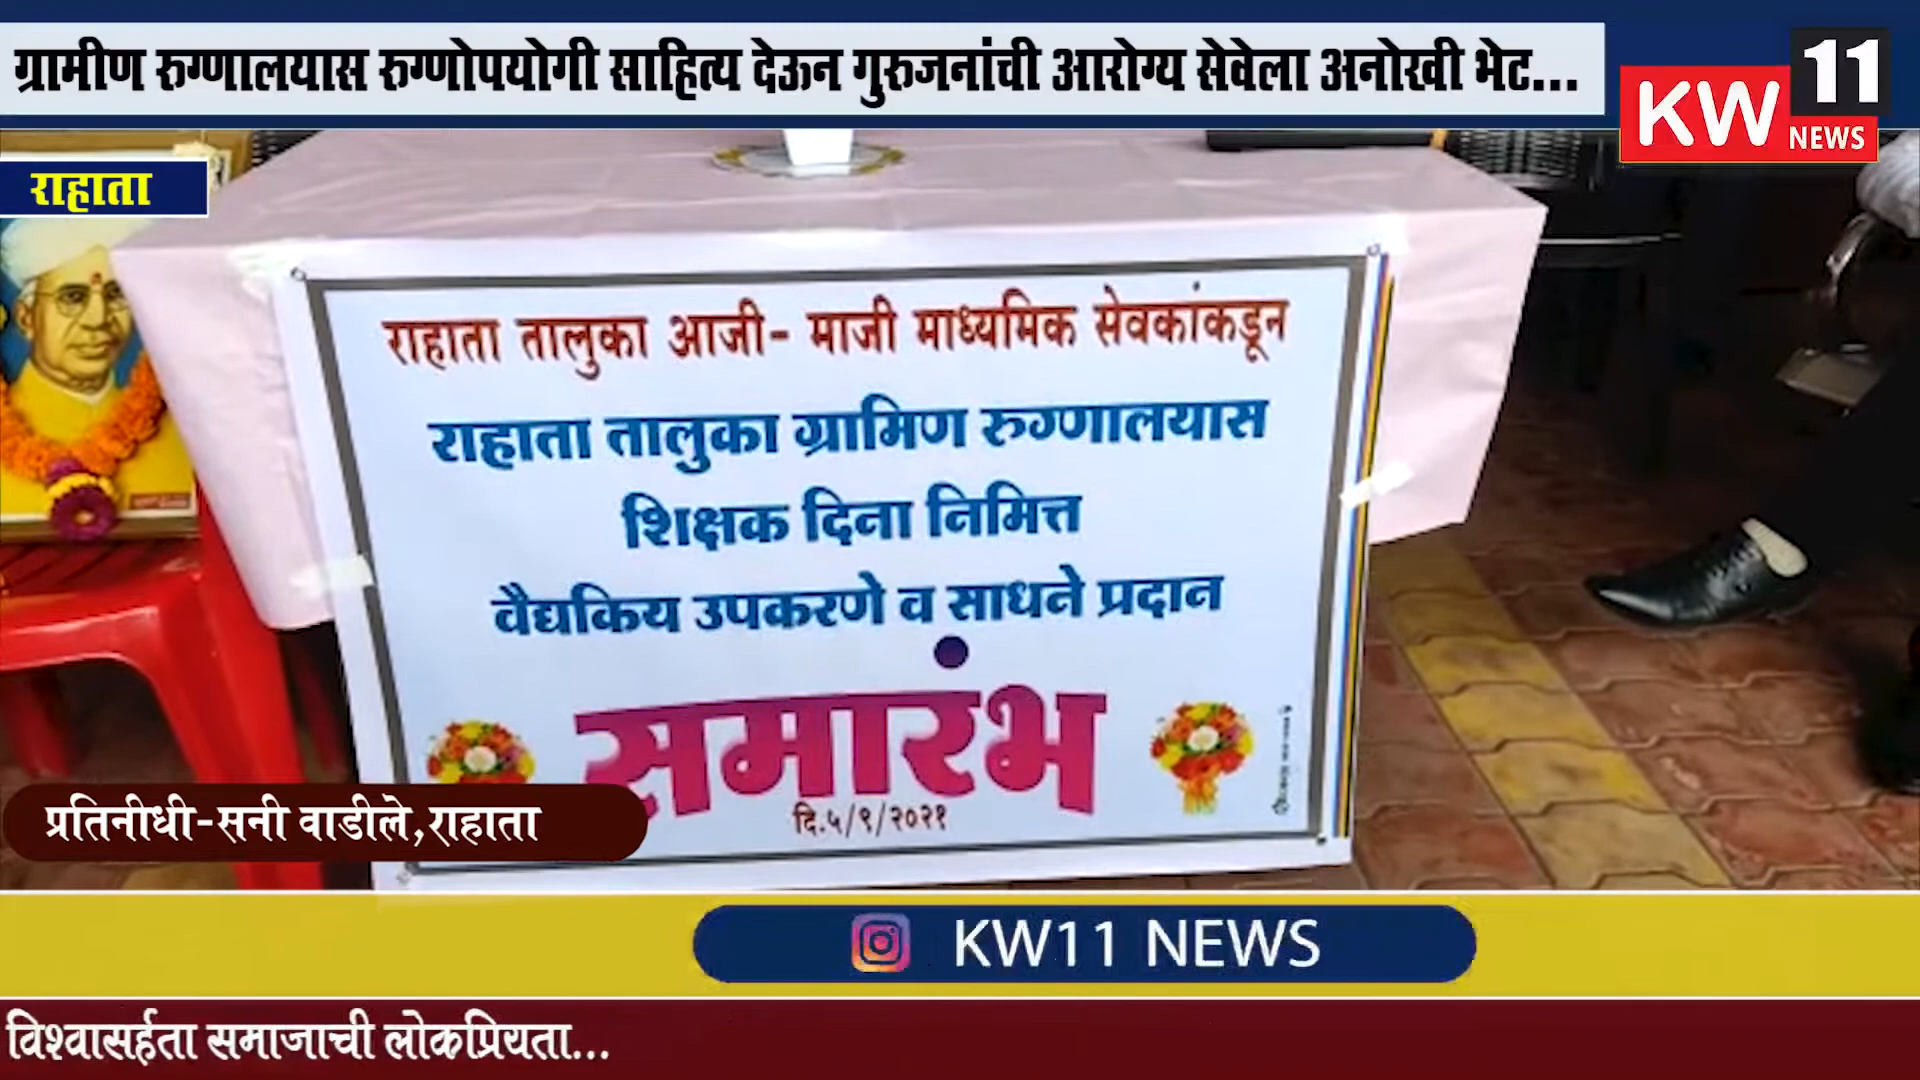 ग्रामीण रुग्णालयास रुग्णोपयोगी साहित्य देऊन गुरुजनांची आरोग्य सेवेला अनोखी भेट...
KW 11
NEWS
राहाता
राहाता तालुका आजी- माजी माध्यमिक सेवकांकडून
राहाता तालुका ग्रामिण रुग्णालयास
शिक्षक दिना निमित्त
वैद्यकिय उपकरणे व साधने प्रदान
समारंभ
दि.५/९/२०२१
प्रतिनीधी-सनी वाडीले,राहाता
KW11 NEWS
विश्वासर्हता समाजाची लोकप्रियता...